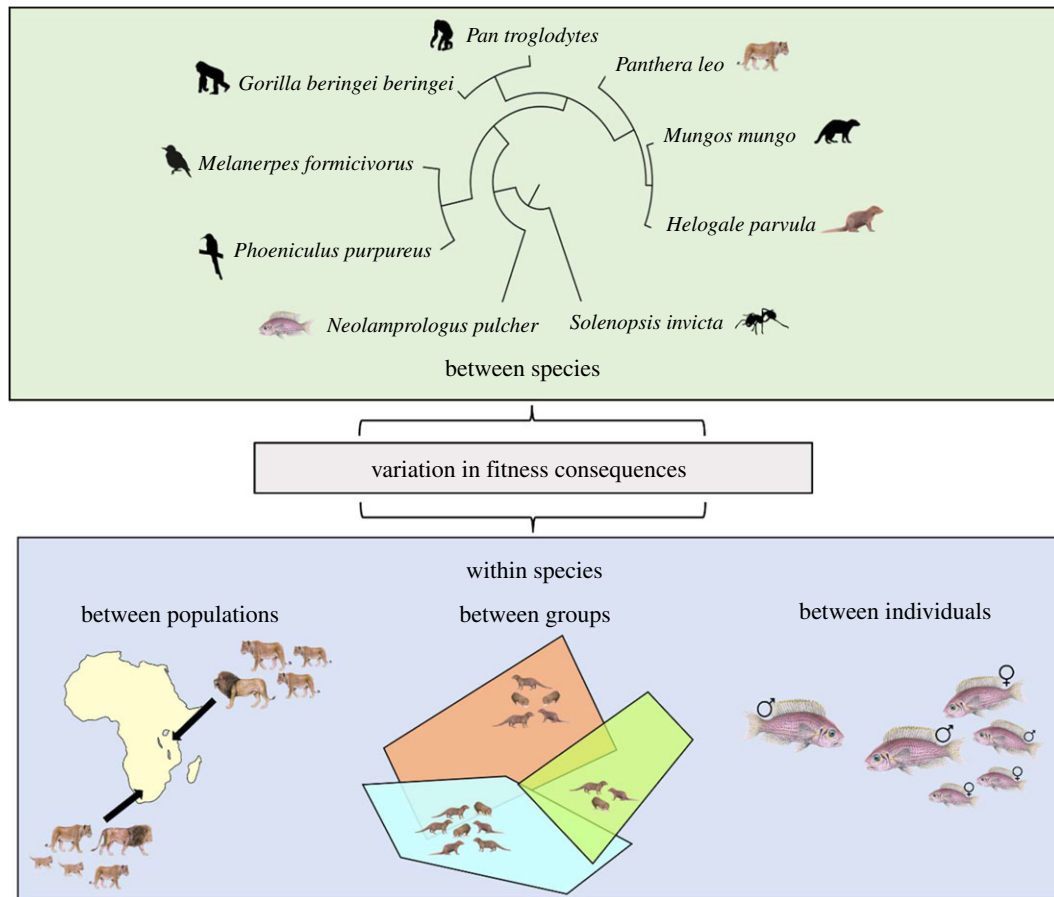 Pan troglodytes
Panthera leo
Gorilla beringei beringei
Mungos mungo
Melanerpes formicivorus
Helogale parvula
Phoeniculus purpureus
Neolamprologus pulcher
Solenopsis invicta
between species
variation in fitness consequences
within species
between populations
between groups
between individuals
♂
♀
♂
♂
♀
♀